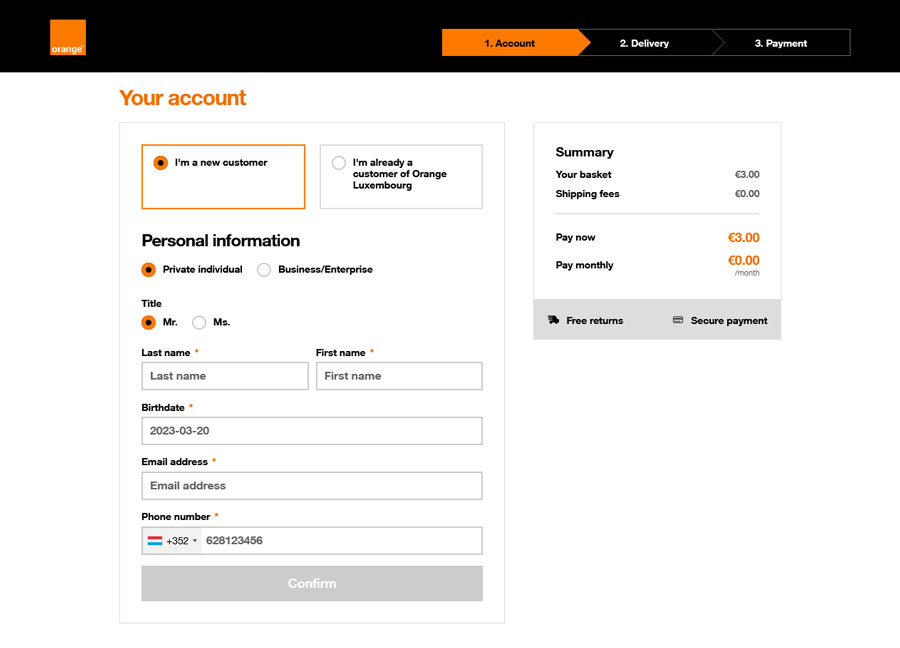 orange™
1. Account
2. Delivery
3. Payment
Your account
I'm a new customer
I'm already a
customer of Orange
Luxembourg
Personal information
Private individual
Business/Enterprise
Title
Mr.
Ms.
Last name *
First name *
Last name
First name
Birthdate *
2023-03-20
Email address *
Email address
Phone number *
+352
628123456
Confirm
Summary
Your basket €3.00
Shipping fees €0.00
Pay now €3.00
Pay monthly €0.00
/month
Free returns
Secure payment